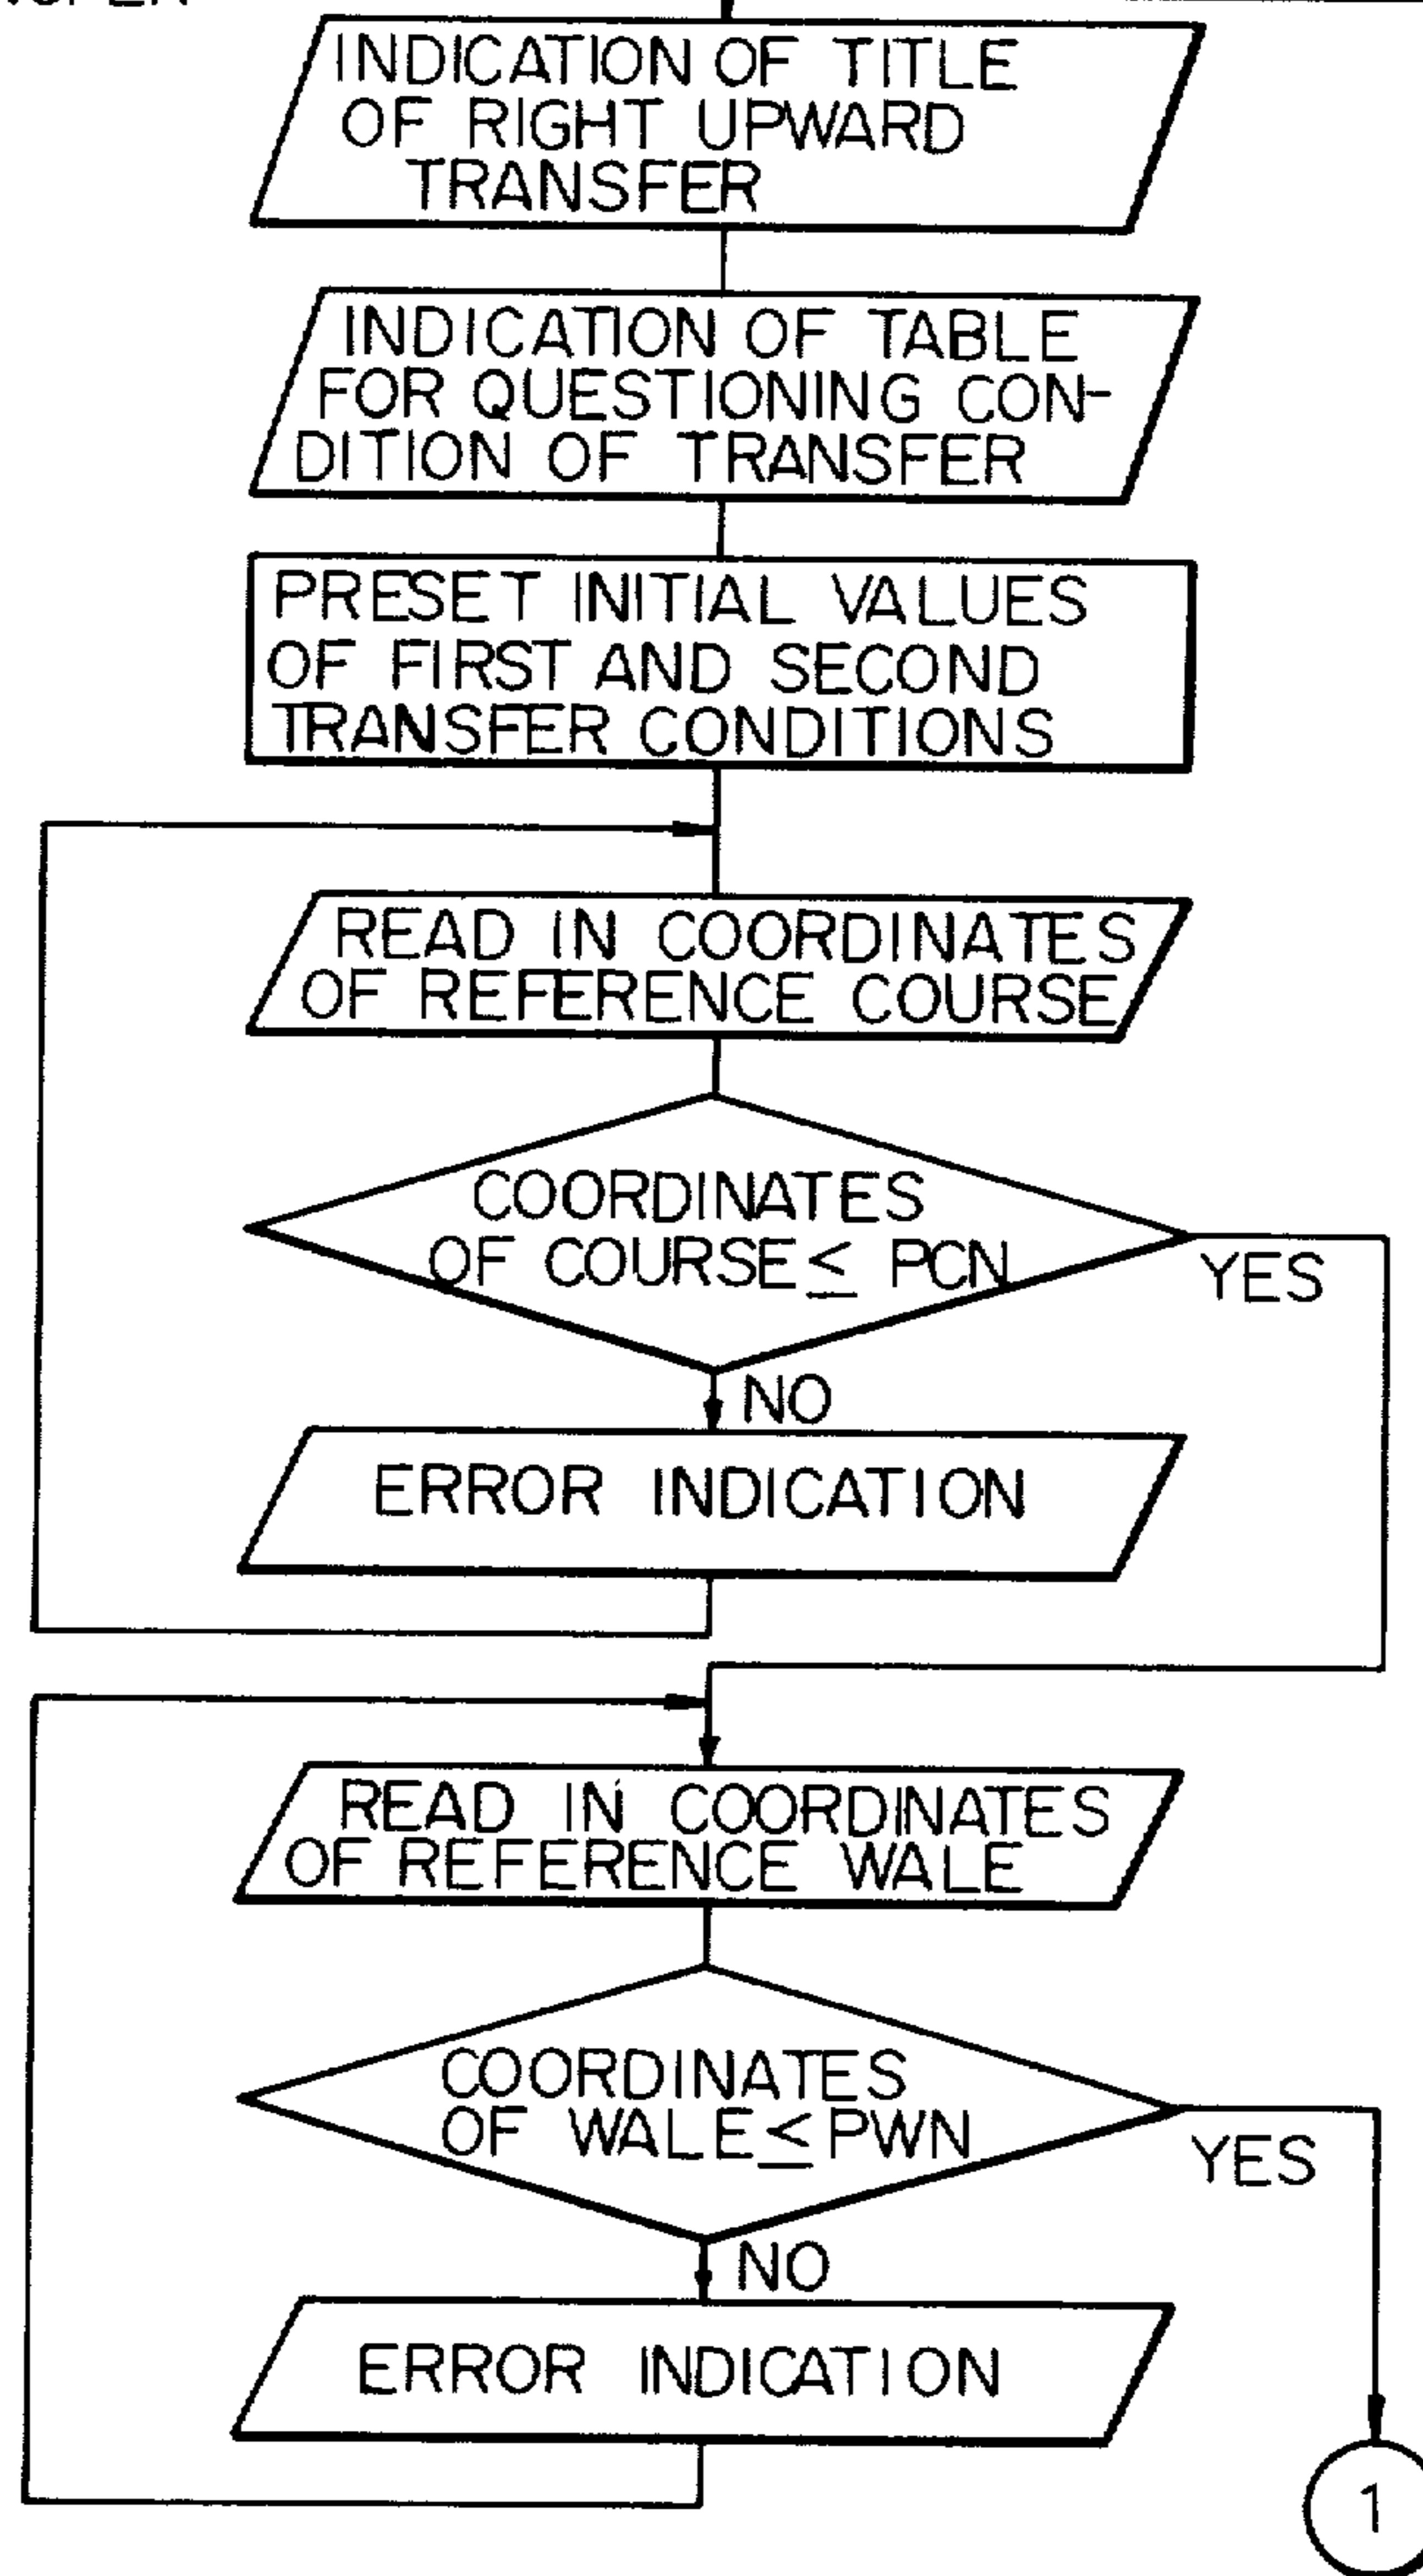 INDICATION OF TITLE
OF RIGHT UPWARD
TRANSFER
INDICATION OF TABLE
FOR QUESTIONING CON-
DITION OF TRANSFER
PRESET INITIAL VALUES
OF FIRST AND SECOND
TRANSFER CONDITIONS
READ IN COORDINATES
OF REFERENCE COURSE
COORDINATES
OF COURSE ≤ PCN
YES
NO
ERROR INDICATION
READ IN COORDINATES
OF REFERENCE WALE
COORDINATES
OF WALE ≤ PWN
YES
NO
ERROR INDICATION
1